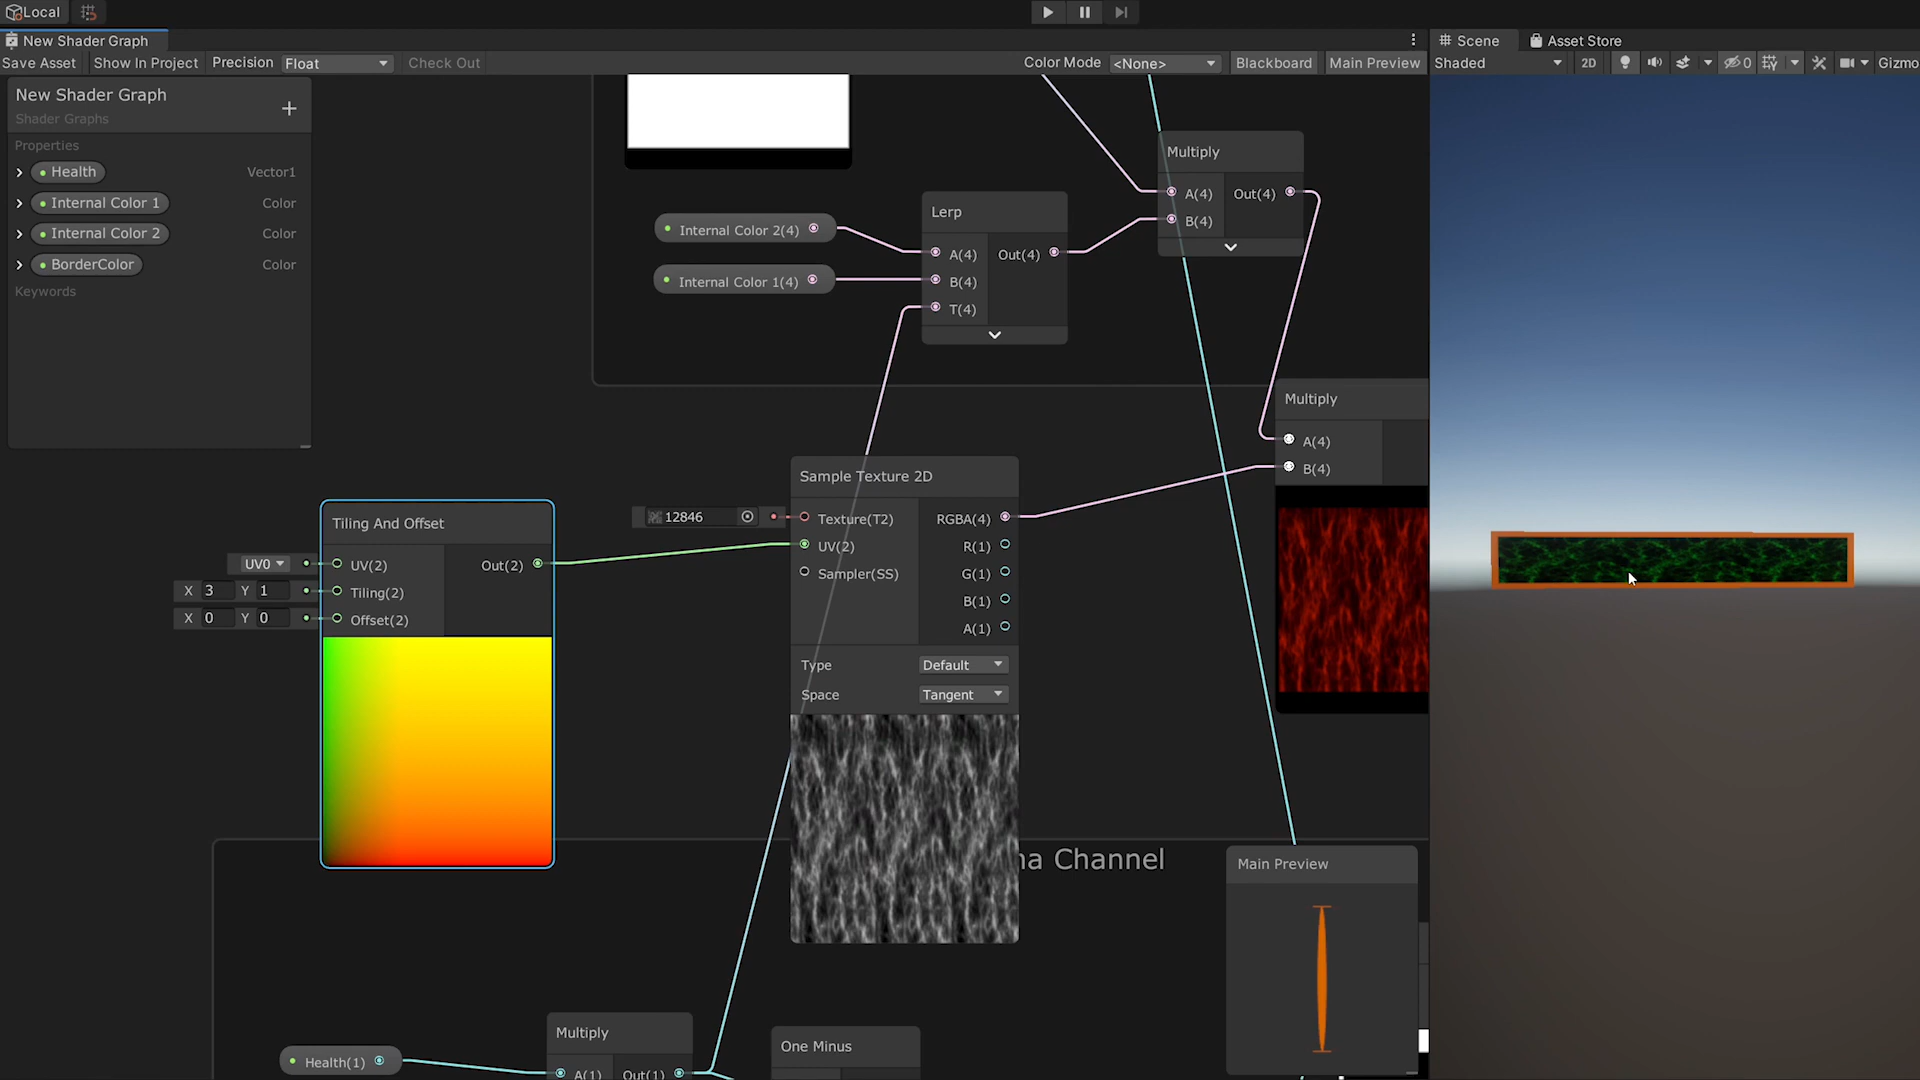 Local
New Shader Graph
Scene
Asset Store
Save Asset
Show In Project
Precision
Float
Check Out
Color Mode
<None>
Blackboard
Main Preview
Shaded
2D
0
Gizmo
New Shader Graph
Shader Graphs
Properties
Health
Vector1
Internal Color 1
Color
Internal Color 2
Color
BorderColor
Color
Keywords
Multiply
A(4)
Out(4)
B(4)
Lerp
Internal Color 2(4)
A(4)
Out(4)
Internal Color 1(4)
B(4)
T(4)
Multiply
A(4)
B(4)
Sample Texture 2D
12846
Texture(T2)
RGBA(4)
UV(2)
R(1)
Sampler(SS)
G(1)
B(1)
A(1)
Type
Default
Space
Tangent
Tiling And Offset
UV0
UV(2)
Out(2)
X 3 Y 1
Tiling(2)
X 0 Y 0
Offset(2)
Channel
Main Preview
Multiply
Health(1)
A(1)
Out(1)
One Minus